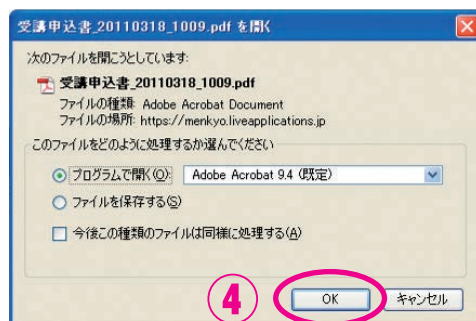 受講申込書_20110318_1009.pdf を開く
次のファイルを開こうとしています:
受講申込書_20110318_1009.pdf
ファイルの種類: Adobe Acrobat Document
ファイルの場所: https://menkyo.liveapplications.jp
このファイルをどのように処理するか選んでください
プログラムで開く(O): Adobe Acrobat 9.4 (既定)
ファイルを保存する(S)
今後この種類のファイルは同様に処理する(A)
④ OK キャンセル